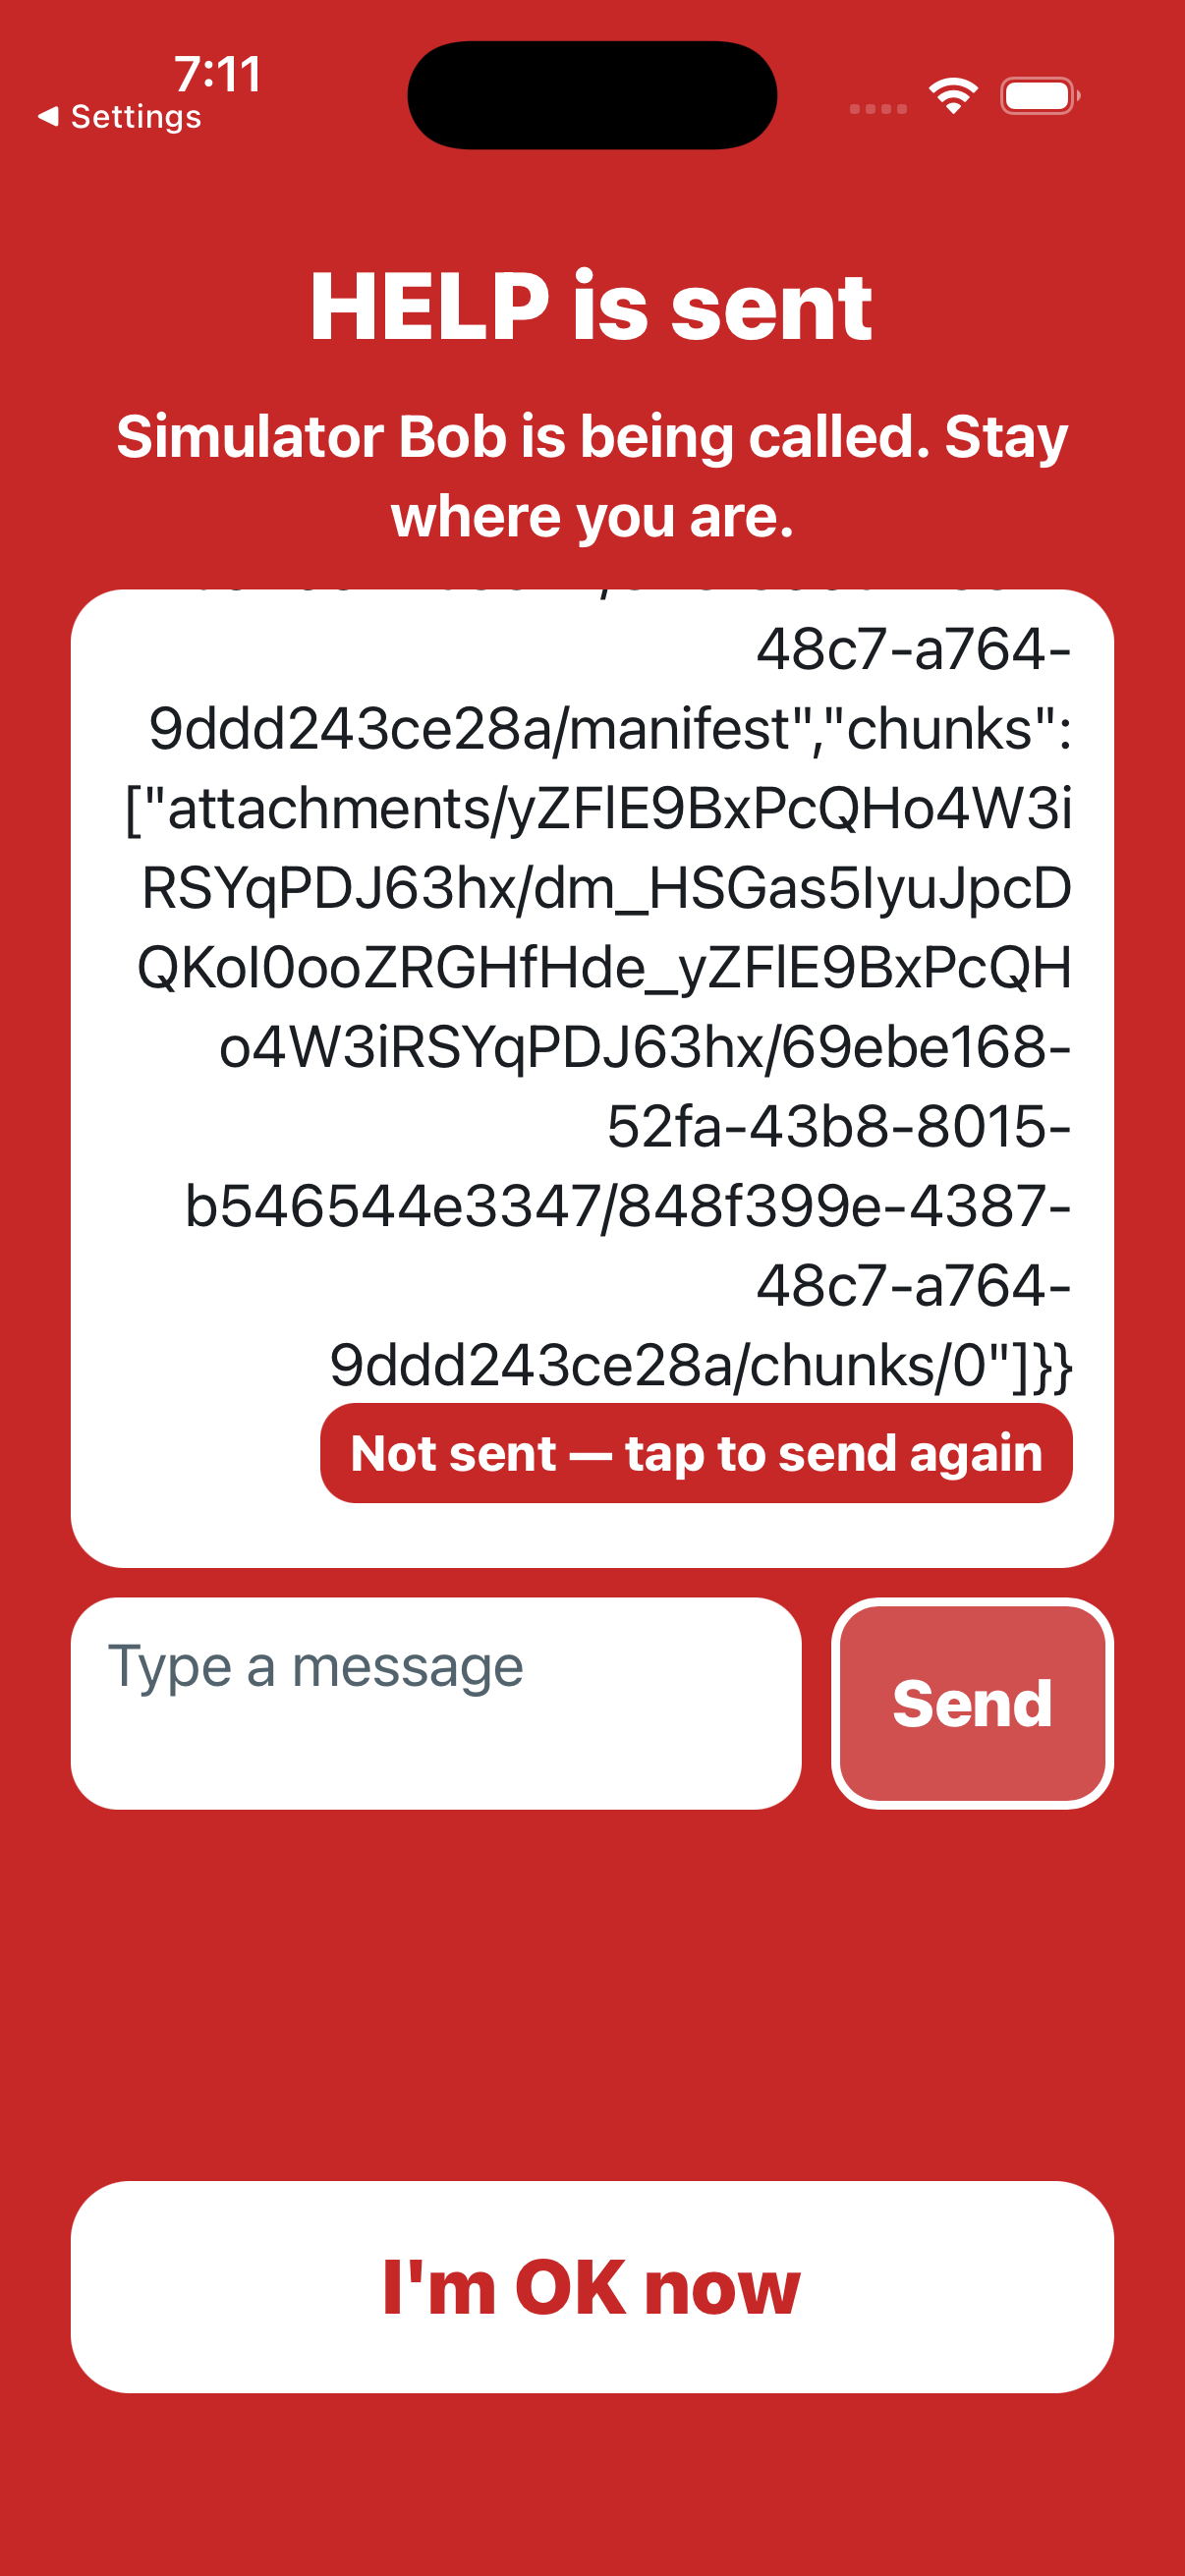 7:11
Settings
HELP is sent
Simulator Bob is being called. Stay
where you are.
48c7-a764-
9ddd243ce28a/manifest","chunks":
["attachments/yZFlE9BxPcQHo4W3i
RSYqPDJ63hx/dm_HSGas5IyuJpcD
QKoI0ooZRGHfHde_yZFlE9BxPcQH
o4W3iRSYqPDJ63hx/69ebe168-
52fa-43b8-8015-
b546544e3347/848f399e-4387-
48c7-a764-
9ddd243ce28a/chunks/0"]}}
Not sent — tap to send again
Type a message
Send
I'm OK now